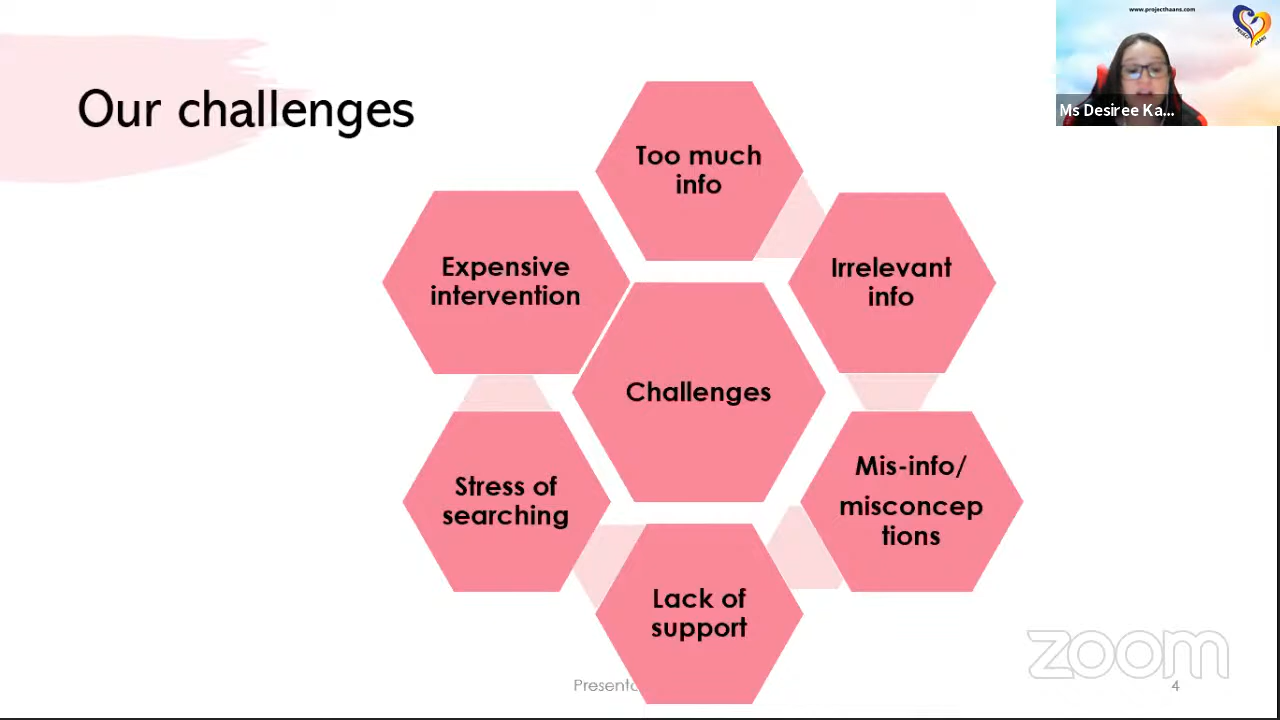 www.projecthaans.com
Ms Desiree Ka...
Our challenges
Too much
info
Irrelevant
info
Mis-info/
misconcep
tions
Lack of
support
Stress of
searching
Expensive
intervention
Challenges
zoom
4